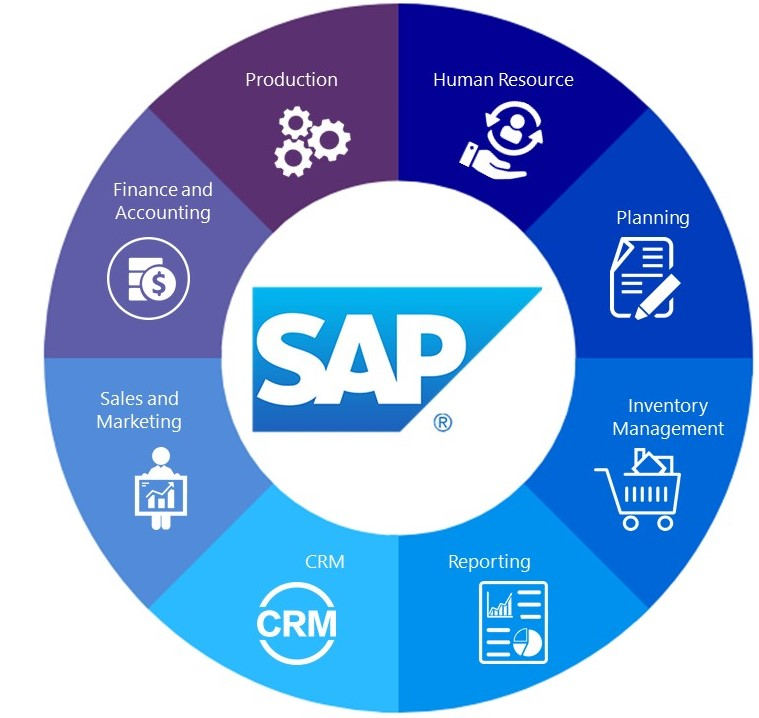 Production
Human Resource
Finance and
Accounting
$
Planning
SAP
®
Sales and
Marketing
Inventory
Management
CRM
CRM
Reporting